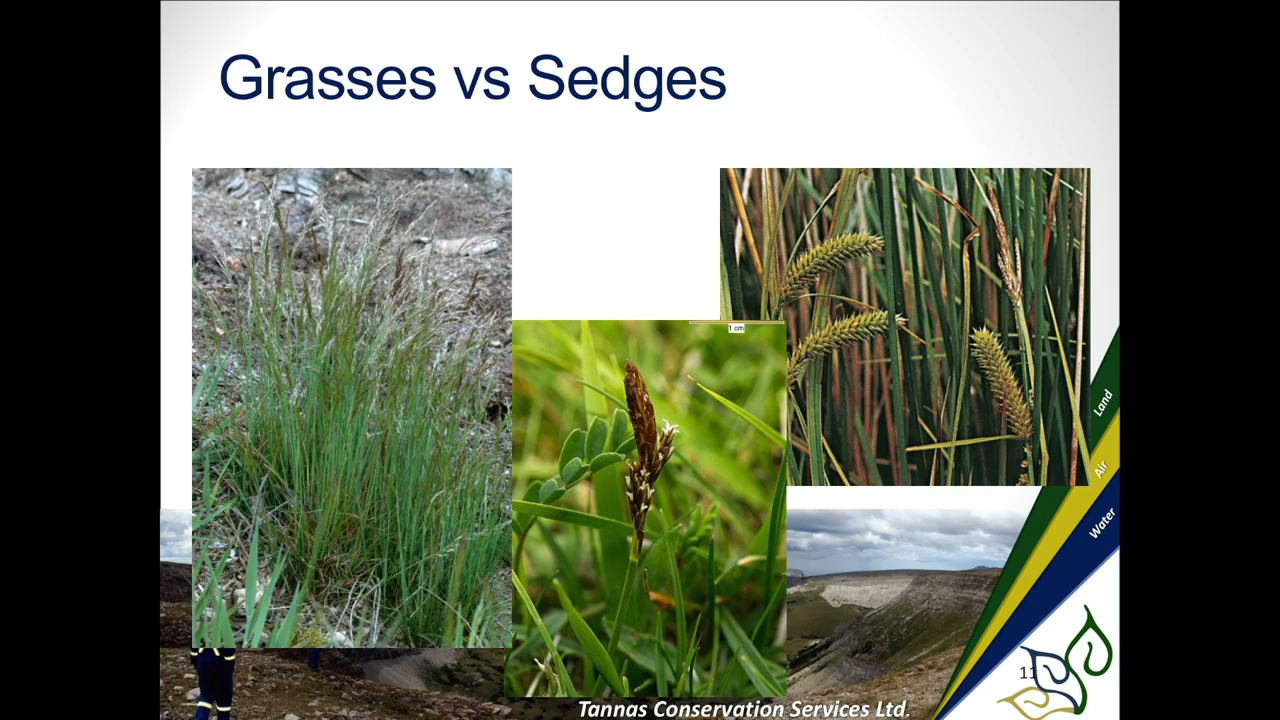 Grasses vs Sedges
1 cm
Land
Air
Water
11
Tannas Conservation Services Ltd.